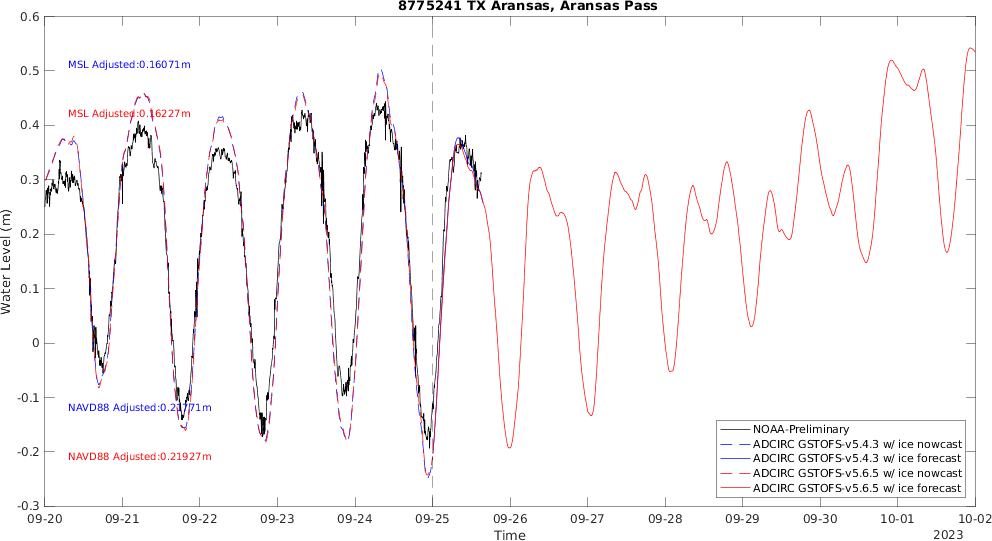 8775241 TX Aransas, Aransas Pass
Water Level (m)
0.6
0.5
0.4
0.3
0.2
0.1
0
-0.1
-0.2
-0.3
MSL Adjusted:0.16071m
MSL Adjusted:0.16227m
NAVD88 Adjusted:0.21771m
NAVD88 Adjusted:0.21927m
NOAA-Preliminary
ADCIRC GSTOFS-v5.4.3 w/ ice nowcast
ADCIRC GSTOFS-v5.4.3 w/ ice forecast
ADCIRC GSTOFS-v5.6.5 w/ ice nowcast
ADCIRC GSTOFS-v5.6.5 w/ ice forecast
09-20 09-21 09-22 09-23 09-24 09-25 09-26 09-27 09-28 09-29 09-30 10-01 10-02
Time
2023